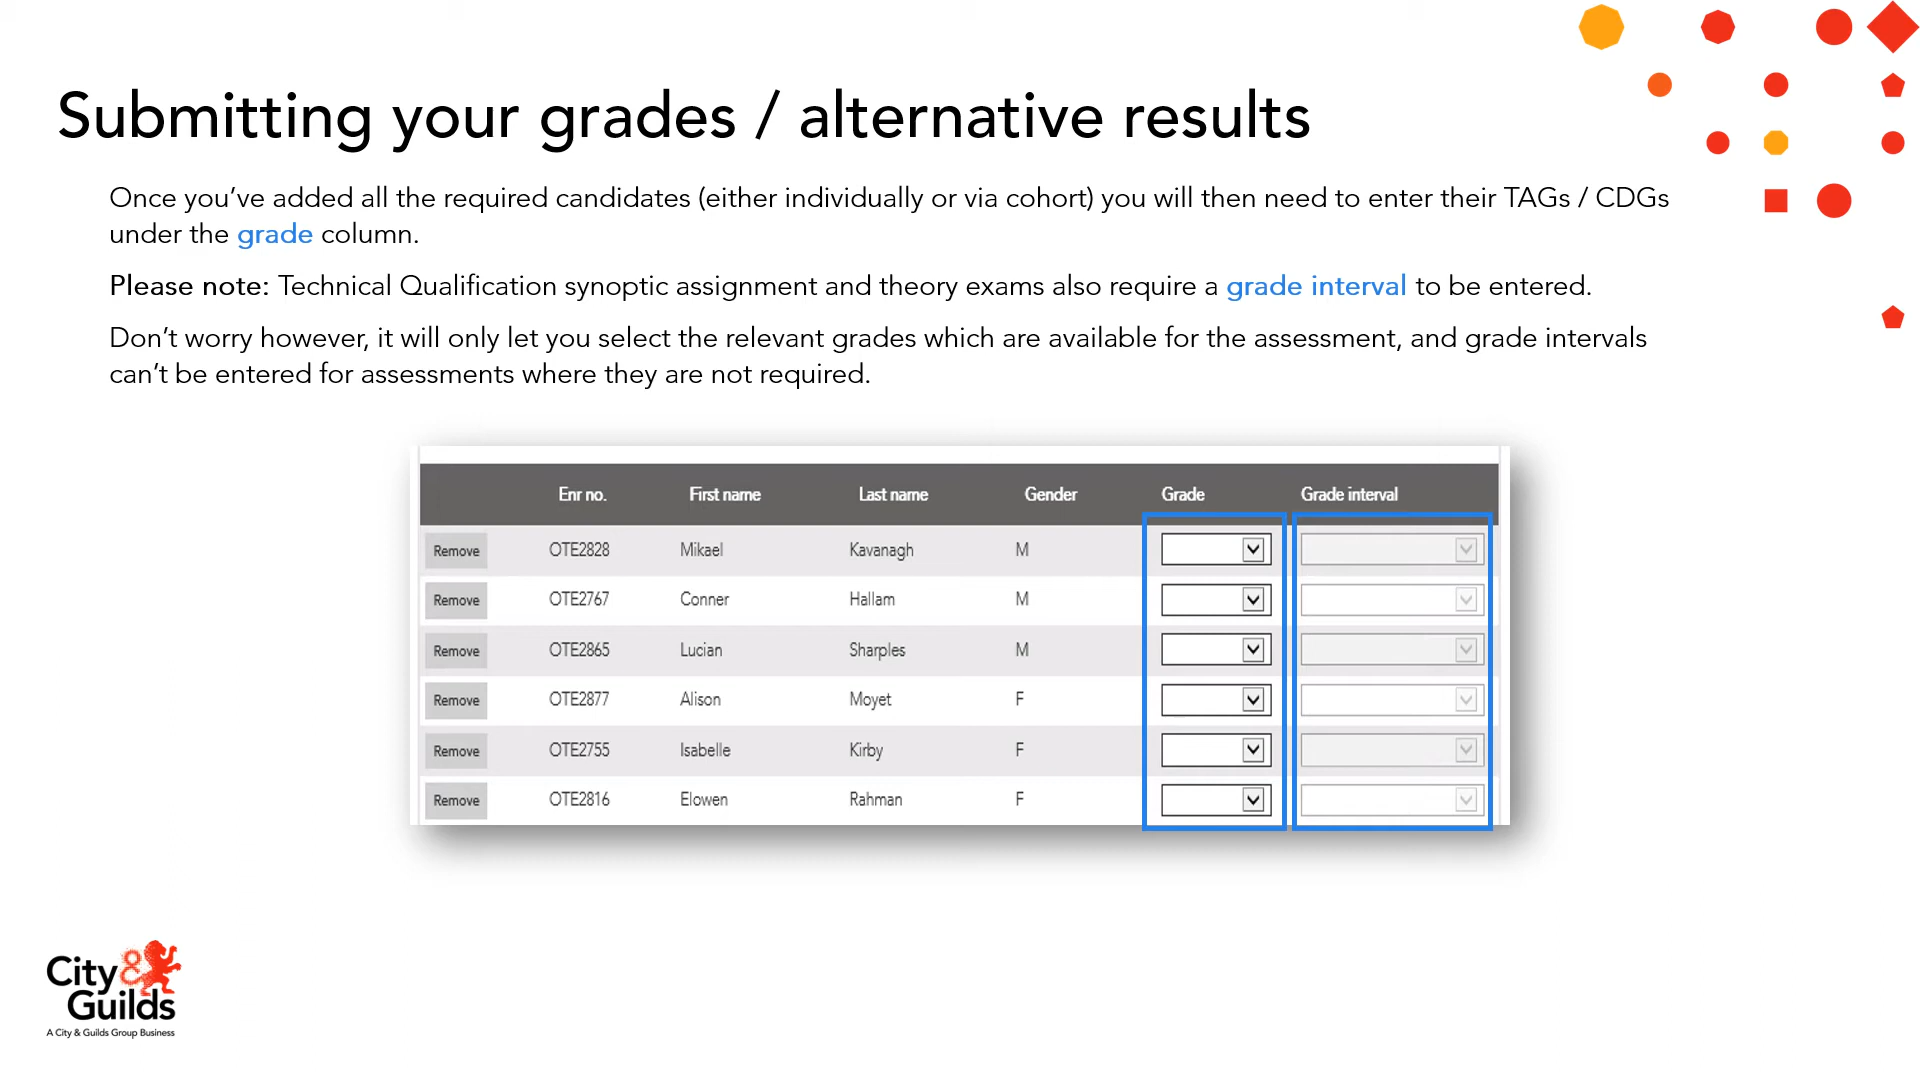 Submitting your grades / alternative results
Once you’ve added all the required candidates (either individually or via cohort) you will then need to enter their TAGs / CDGs
under the grade column.
Please note: Technical Qualification synoptic assignment and theory exams also require a grade interval to be entered.
Don’t worry however, it will only let you select the relevant grades which are available for the assessment, and grade intervals
can’t be entered for assessments where they are not required.
Enr no. First name Last name Gender Grade Grade interval
Remove OTE2828 Mikael Kavanagh M
Remove OTE2767 Conner Hallam M
Remove OTE2865 Lucian Sharples M
Remove OTE2877 Alison Moyet F
Remove OTE2755 Isabelle Kirby F
Remove OTE2816 Elowen Rahman F
City &
Guilds
A City & Guilds Group Business